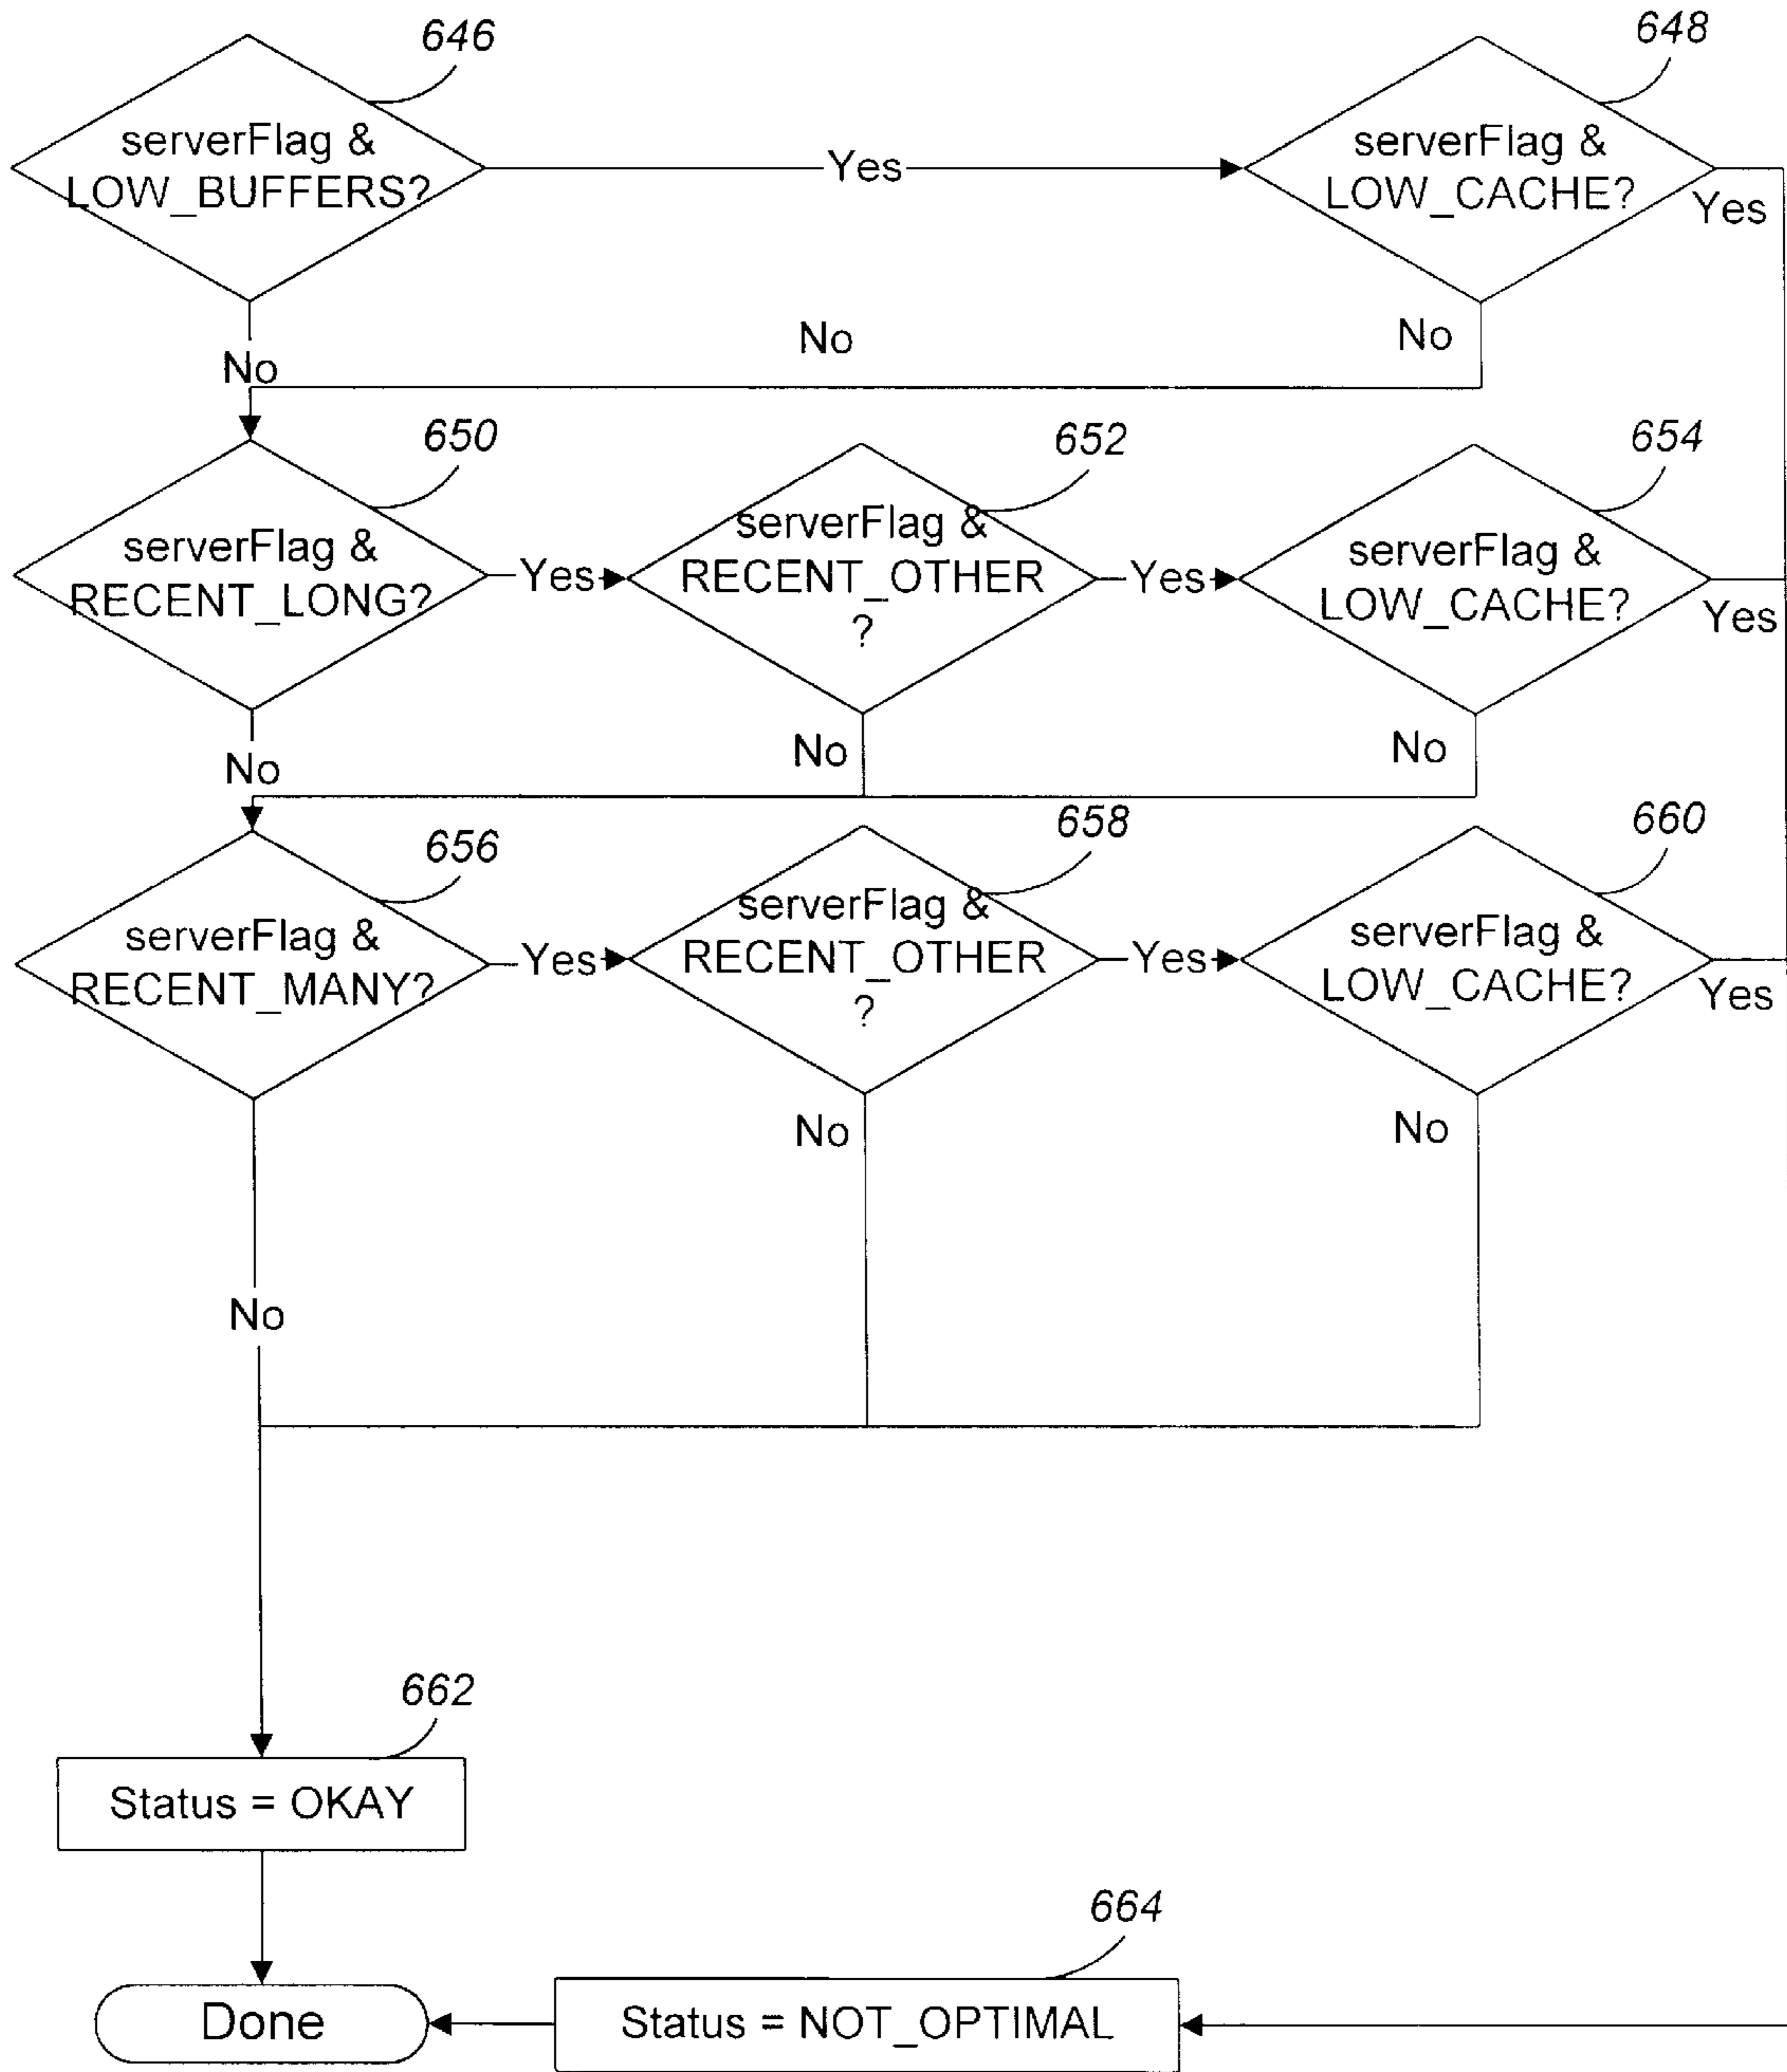 646
serverFlag &
LOW_BUFFERS?
Yes
648
serverFlag &
LOW_CACHE?
Yes
No
No
No
650
serverFlag &
RECENT_LONG?
Yes
652
serverFlag &
RECENT_OTHER
?
Yes
654
serverFlag &
LOW_CACHE?
Yes
No
No
No
656
serverFlag &
RECENT_MANY?
Yes
658
serverFlag &
RECENT_OTHER
?
Yes
660
serverFlag &
LOW_CACHE?
Yes
No
No
No
662
Status = OKAY
664
Done
Status = NOT_OPTIMAL